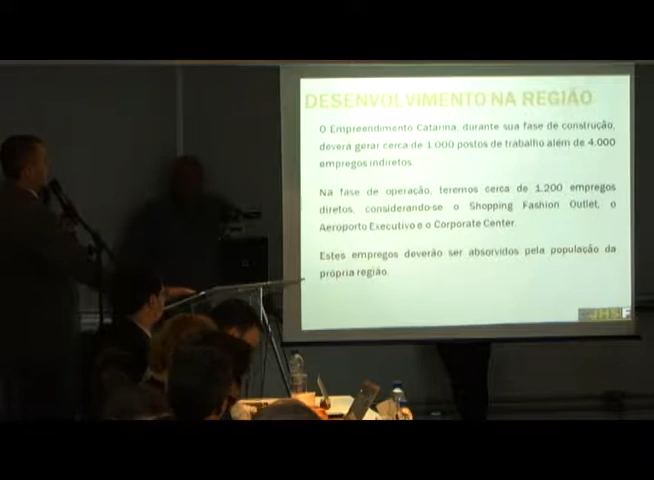 DESENVOLVIMENTO NA REGIÃO
O Empreendimento Catarina, durante sua fase de construção,
deverá gerar cerca de 1.000 postos de trabalho além de 4.000
empregos indiretos.
Na fase de operação, teremos cerca de 1.200 empregos
diretos, considerando-se o Shopping Fashion Outlet, o
Aeroporto Executivo e o Corporate Center.
Estes empregos deverão ser absorvidos pela população da
própria região.
JHSF